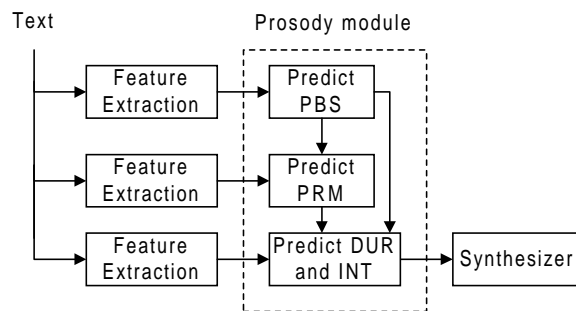 Text
Prosody module
Feature
Extraction
Predict
PBS
Feature
Extraction
Predict
PRM
Feature
Extraction
Predict DUR
and INT
Synthesizer